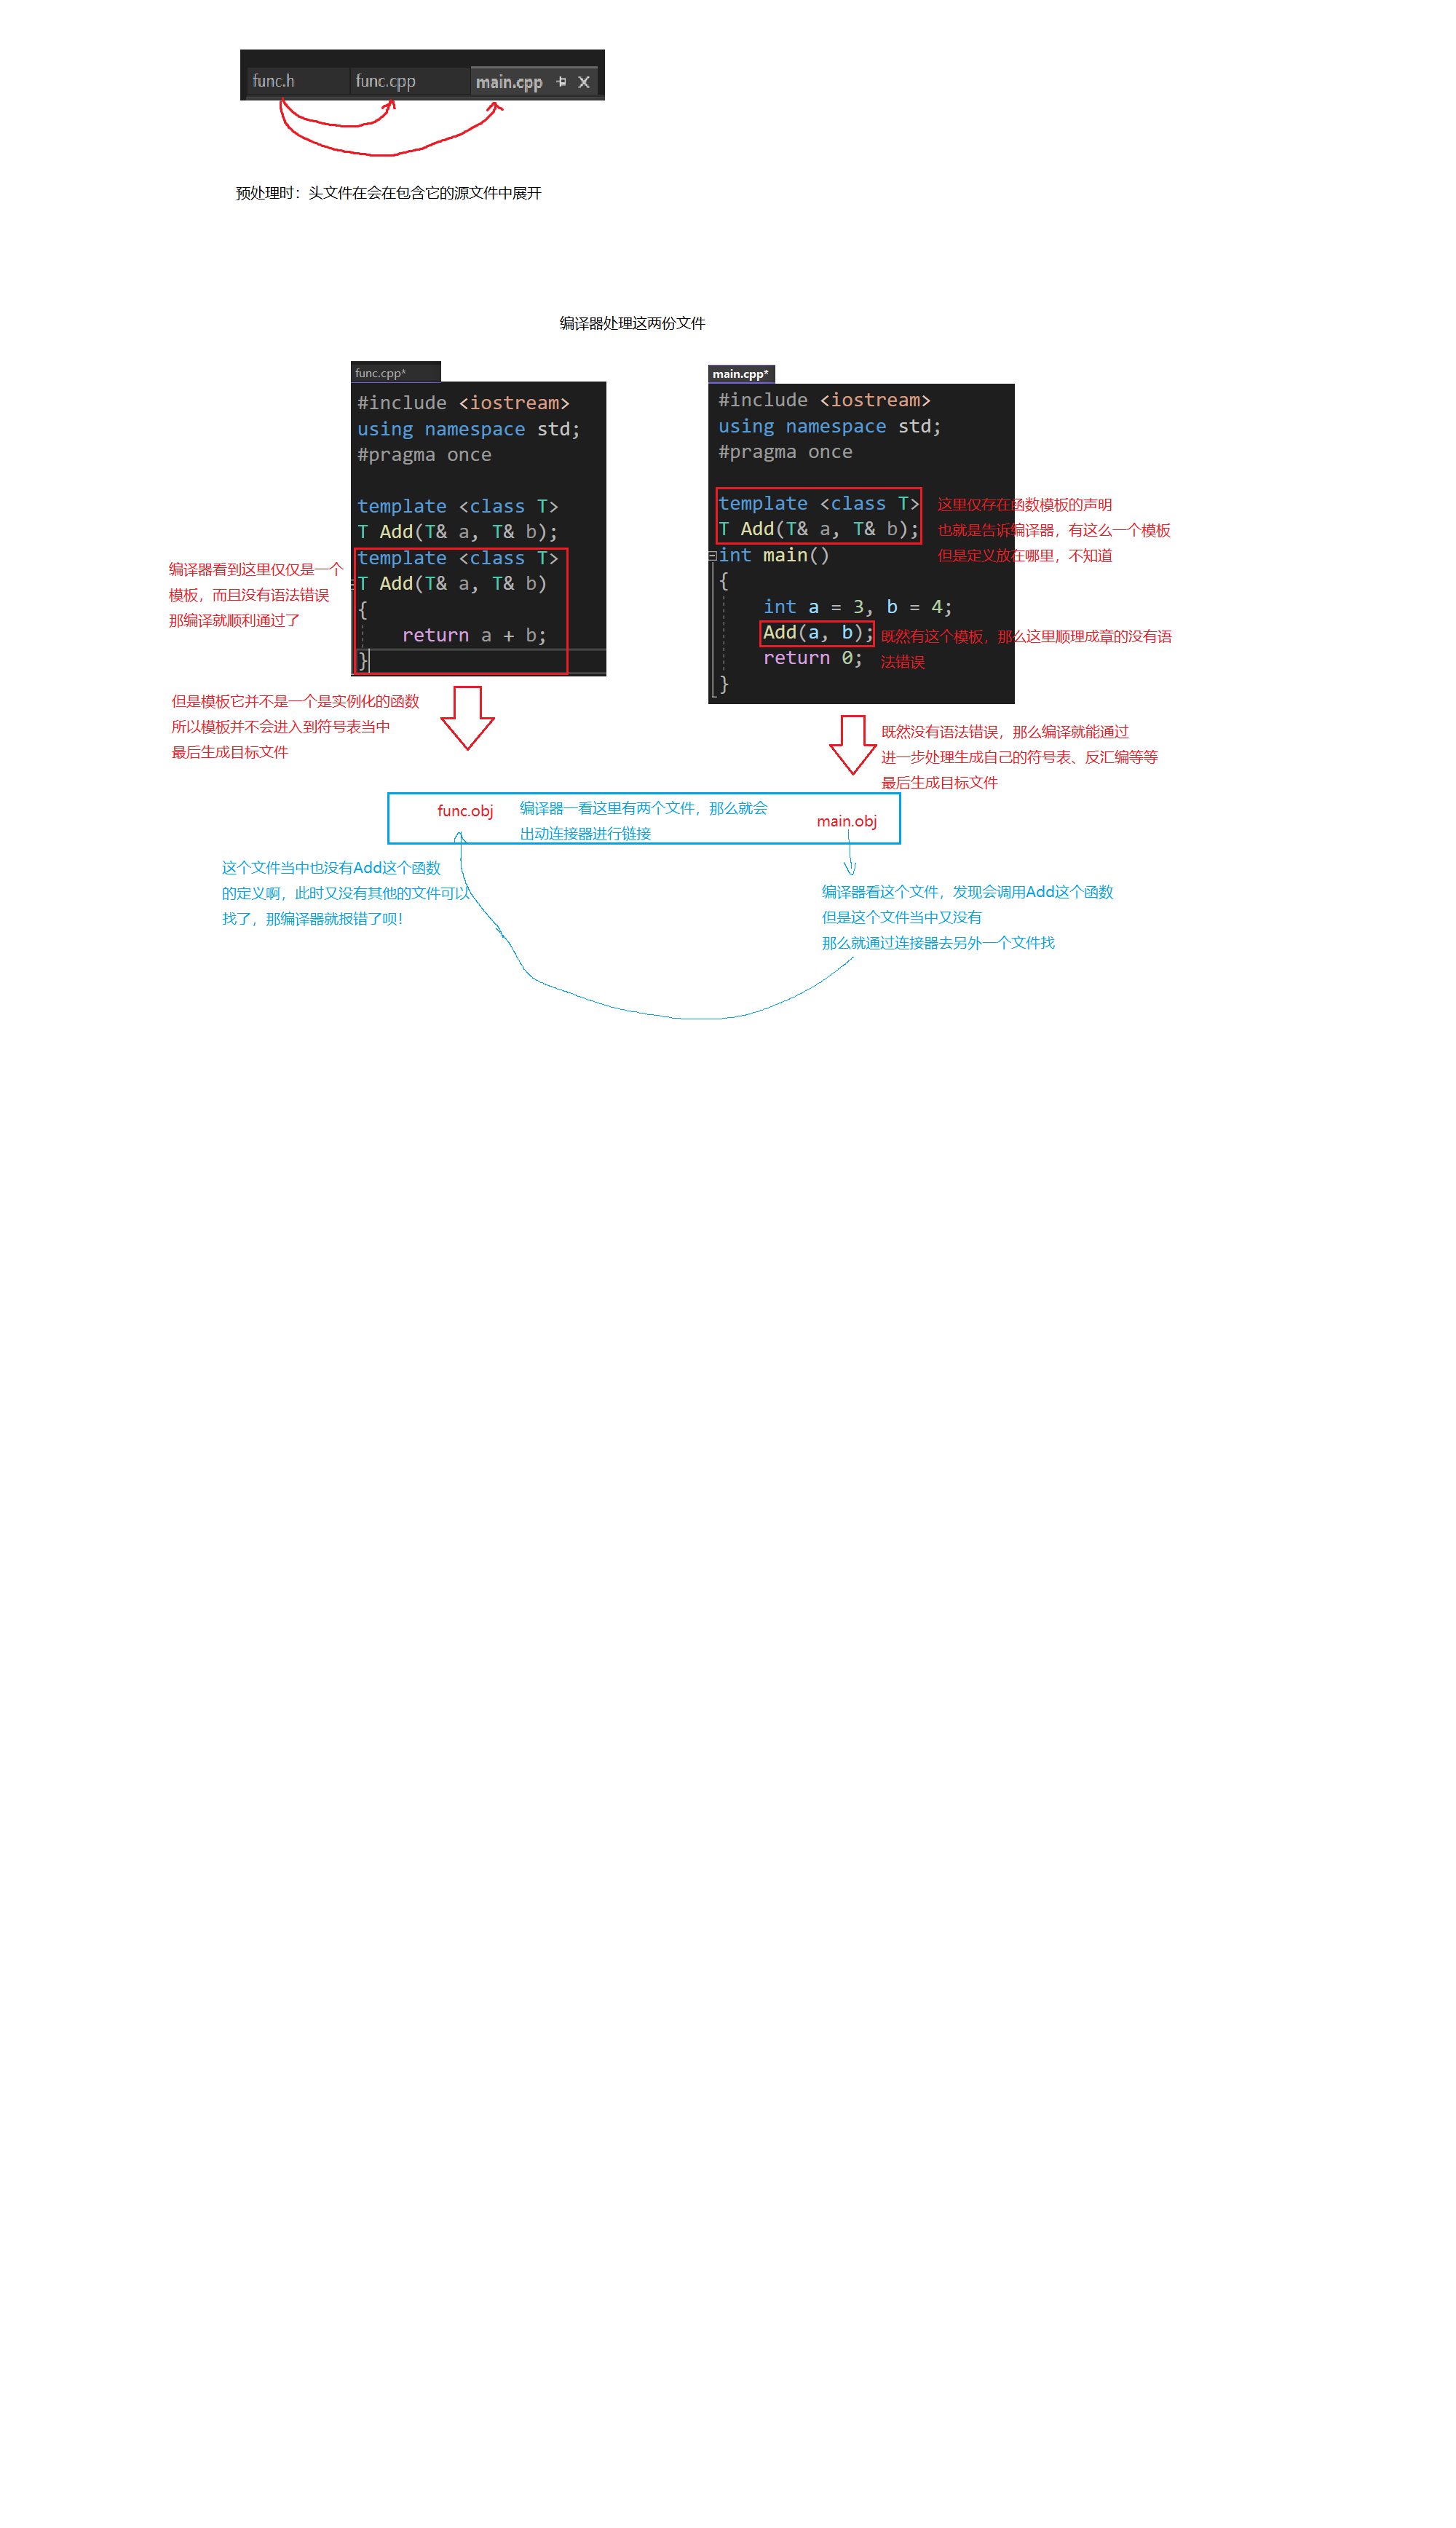 func.h func.cpp main.cpp
预处理时：头文件在会在包含它的源文件中展开
编译器处理这两份文件
func.cpp*
#include <iostream>
using namespace std;
#pragma once
template <class T>
T Add(T& a, T& b);
template <class T>
T Add(T& a, T& b)
{
return a + b;
}
编译器看到这里仅仅是一个
模板，而且没有语法错误
那编译就顺利通过了
但是模板它并不是一个是实例化的函数
所以模板并不会进入到符号表当中
最后生成目标文件
main.cpp*
#include <iostream>
using namespace std;
#pragma once
template <class T>
T Add(T& a, T& b);
int main()
{
int a = 3, b = 4;
Add(a, b);
return 0;
}
这里仅存在函数模板的声明
也就是告诉编译器，有这么一个模板
但是定义放在哪里，不知道
既然有这个模板，那么这里顺理成章的没有语
法错误
既然没有语法错误，那么编译就能通过
进一步处理生成自己的符号表、反汇编等等
最后生成目标文件
func.obj
编译器一看这里有两个文件，那么就会
出动连接器进行链接
main.obj
这个文件当中也没有Add这个函数
的定义啊，此时又没有其他的文件可以
找了，那编译器就报错了呗！
编译器看这个文件，发现会调用Add这个函数
但是这个文件当中又没有
那么就通过连接器去另外一个文件找